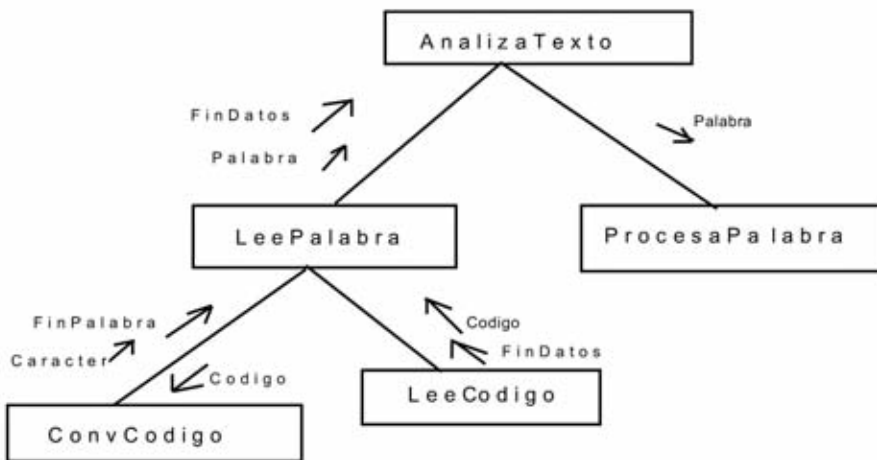 AnalizaTexto
FinDatos
Palabra
Palabra
LeePalabra
ProcesaPalabra
FinPalabra
Caracter
Codigo
Codigo
FinDatos
ConvCodigo
LeeCodigo